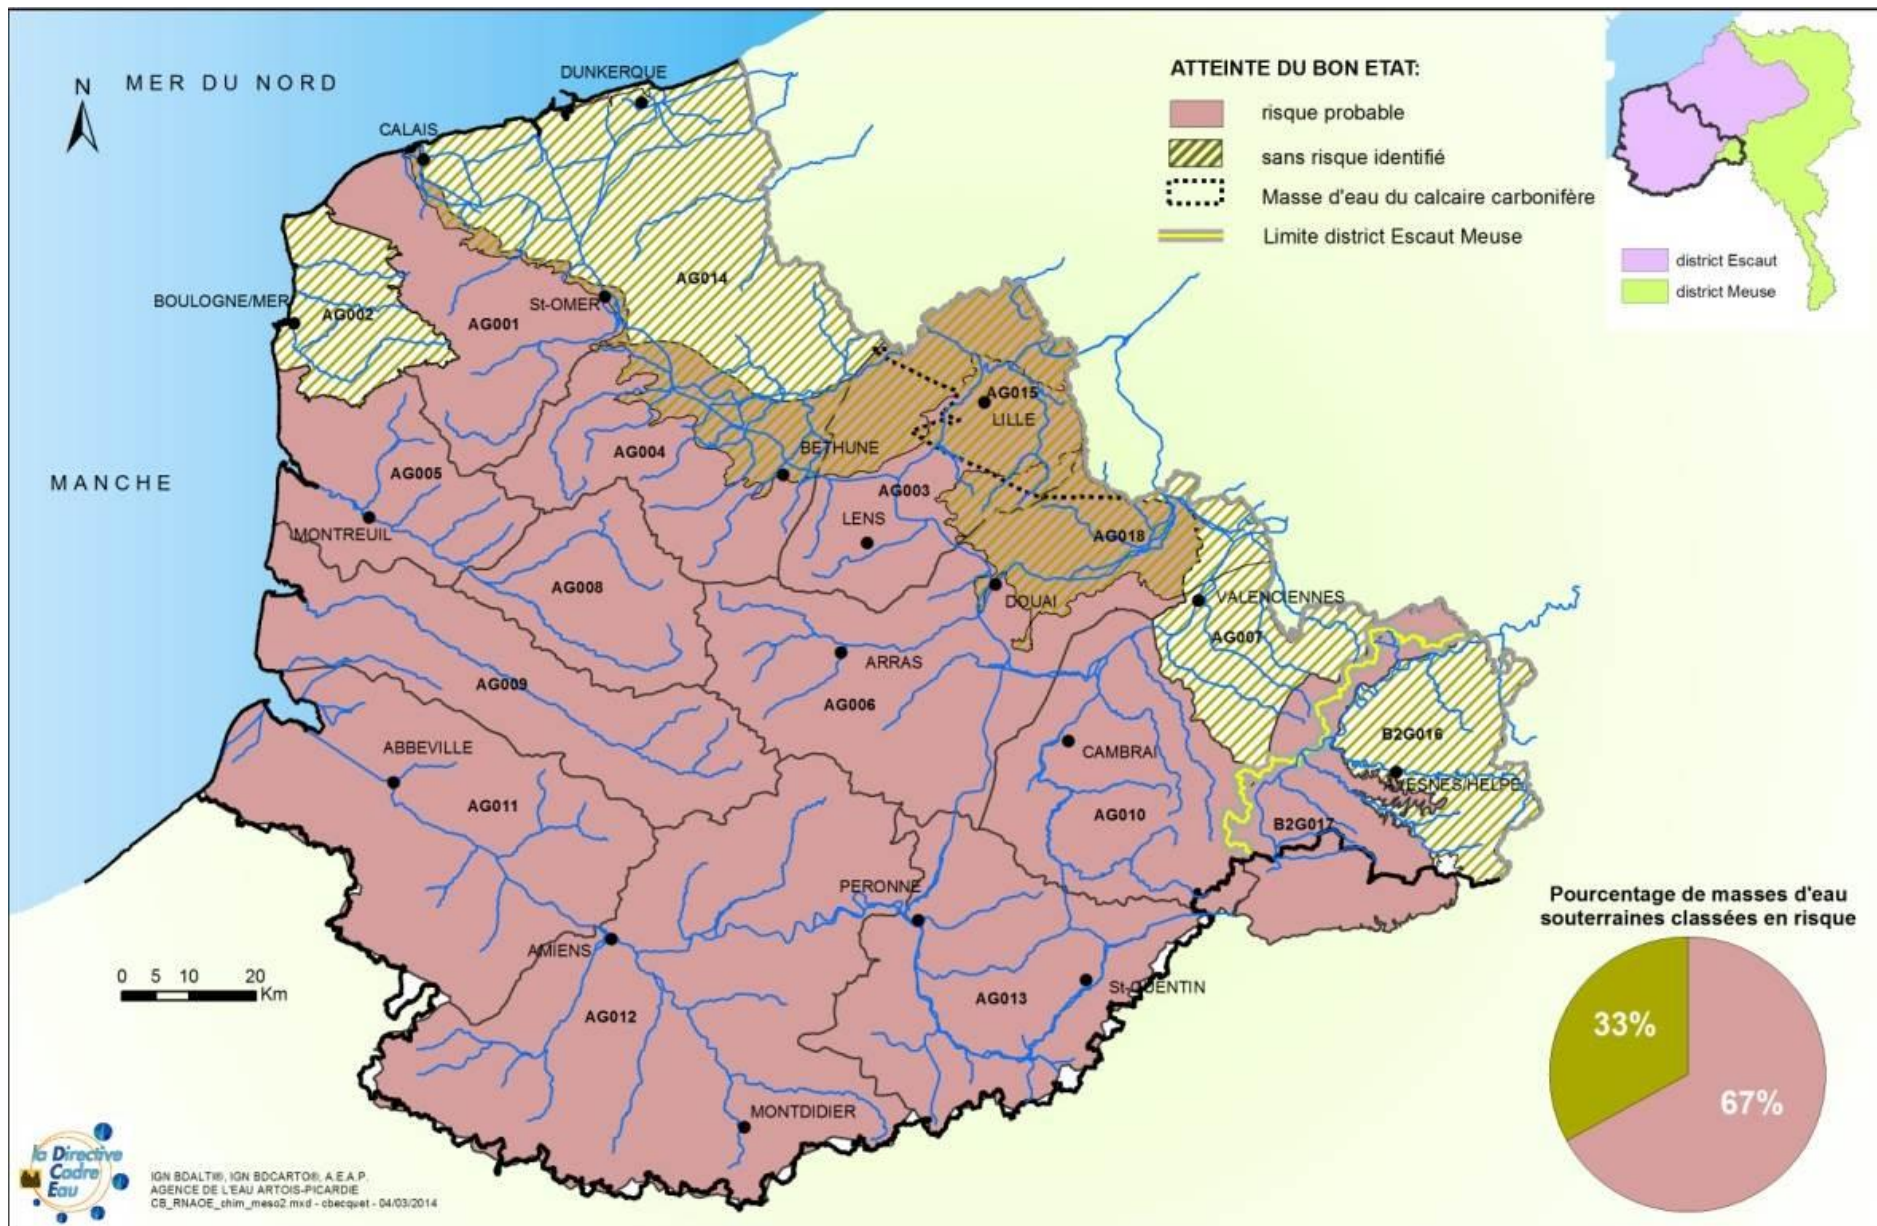 N
MER DU NORD
DUNKERQUE
CALAIS
ATTEINTE DU BON ETAT:
risque probable
sans risque identifié
Masse d'eau du calcaire carbonifère
Limite district Escaut Meuse
district Escaut
district Meuse
AG014
BOULOGNE/MER
AG002
St-OMER
AG001
AG015
LILLE
MANCHE
AG004
BETHUNE
AG005
AG003
LENS
MONTREUIL
AG018
AG008
DOUAI
VALENCIENNES
AG007
ARRAS
AG009
AG006
B2G016
ABBEVILLE
CAMBRAI
AVESNES/HELPE
AG011
AG010
B2G017
PERONNE
Pourcentage de masses d'eau
souterraines classées en risque
AMIENS
0 5 10 20
Km
AG013
St-QUENTIN
AG012
33%
67%
MONTDIDIER
la Directive
Cadre
Eau
IGN BDALTI®, IGN BDCARTO®, A.E.A.P.
AGENCE DE L'EAU ARTOIS-PICARDIE
CB_RNAOE_chim_meso2.mxd - cbecquet - 04/03/2014